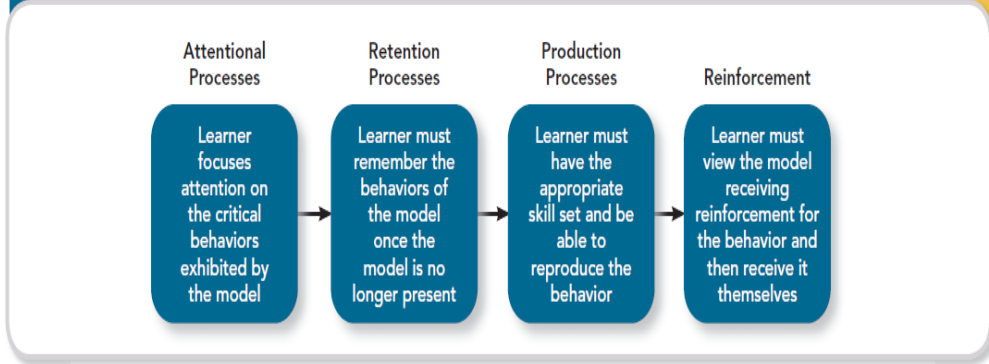 Attentional
Processes
Learner
focuses
attention on
the critical
behaviors
exhibited by
the model
Retention
Processes
Learner must
remember the
behaviors of
the model
once the
model is no
longer present
Production
Processes
Learner must
have the
appropriate
skill set and be
able to
reproduce the
behavior
Reinforcement
Learner must
view the model
receiving
reinforcement for
the behavior and
then receive it
themselves